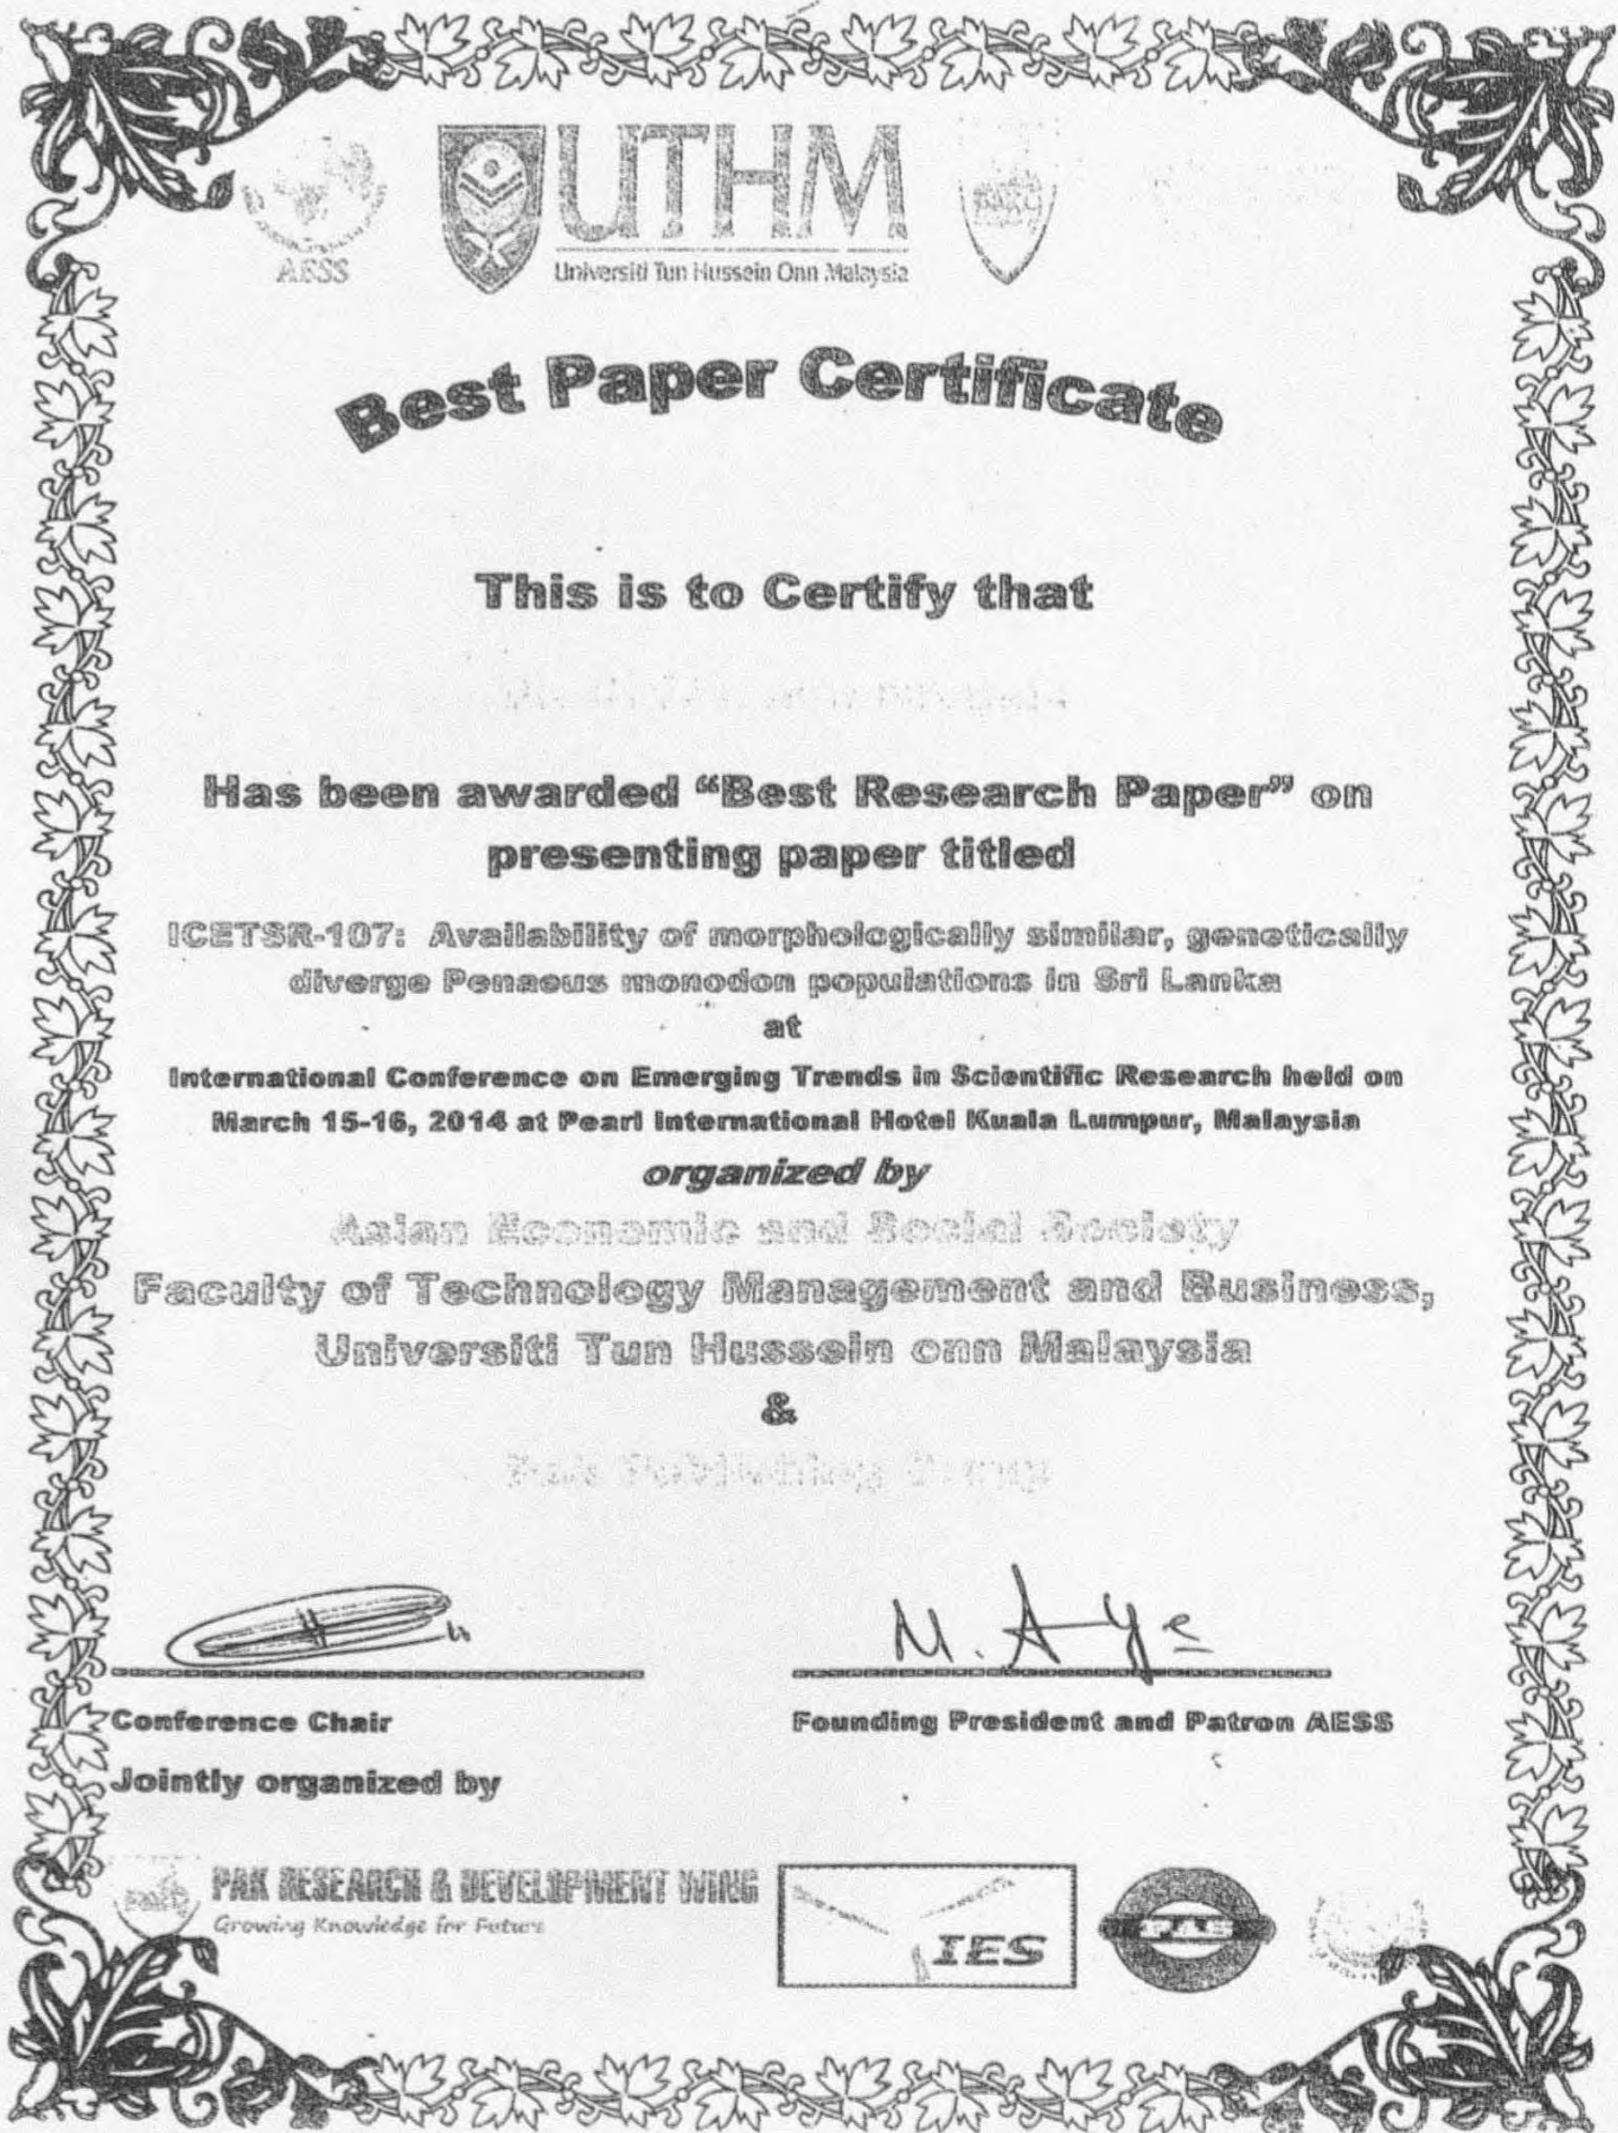 AESS
UTHM
Universiti Tun Hussein Onn Malaysia
Best Paper Certificate
This is to Certify that
Has been awarded “Best Research Paper” on
presenting paper titled
ICETSR-107: Availability of morphologically similar, genetically
diverge Penaeus monodon populations in Sri Lanka
at
International Conference on Emerging Trends in Scientific Research held on
March 15-16, 2014 at Pearl International Hotel Kuala Lumpur, Malaysia
organized by
Asian Economic and Social Society
Faculty of Technology Management and Business,
Universiti Tun Hussein onn Malaysia
&
Pak Publishing Group
Conference Chair
Founding President and Patron AESS
Jointly organized by
PAK RESEARCH & DEVELOPMENT WING
Growing Knowledge for Future
IES